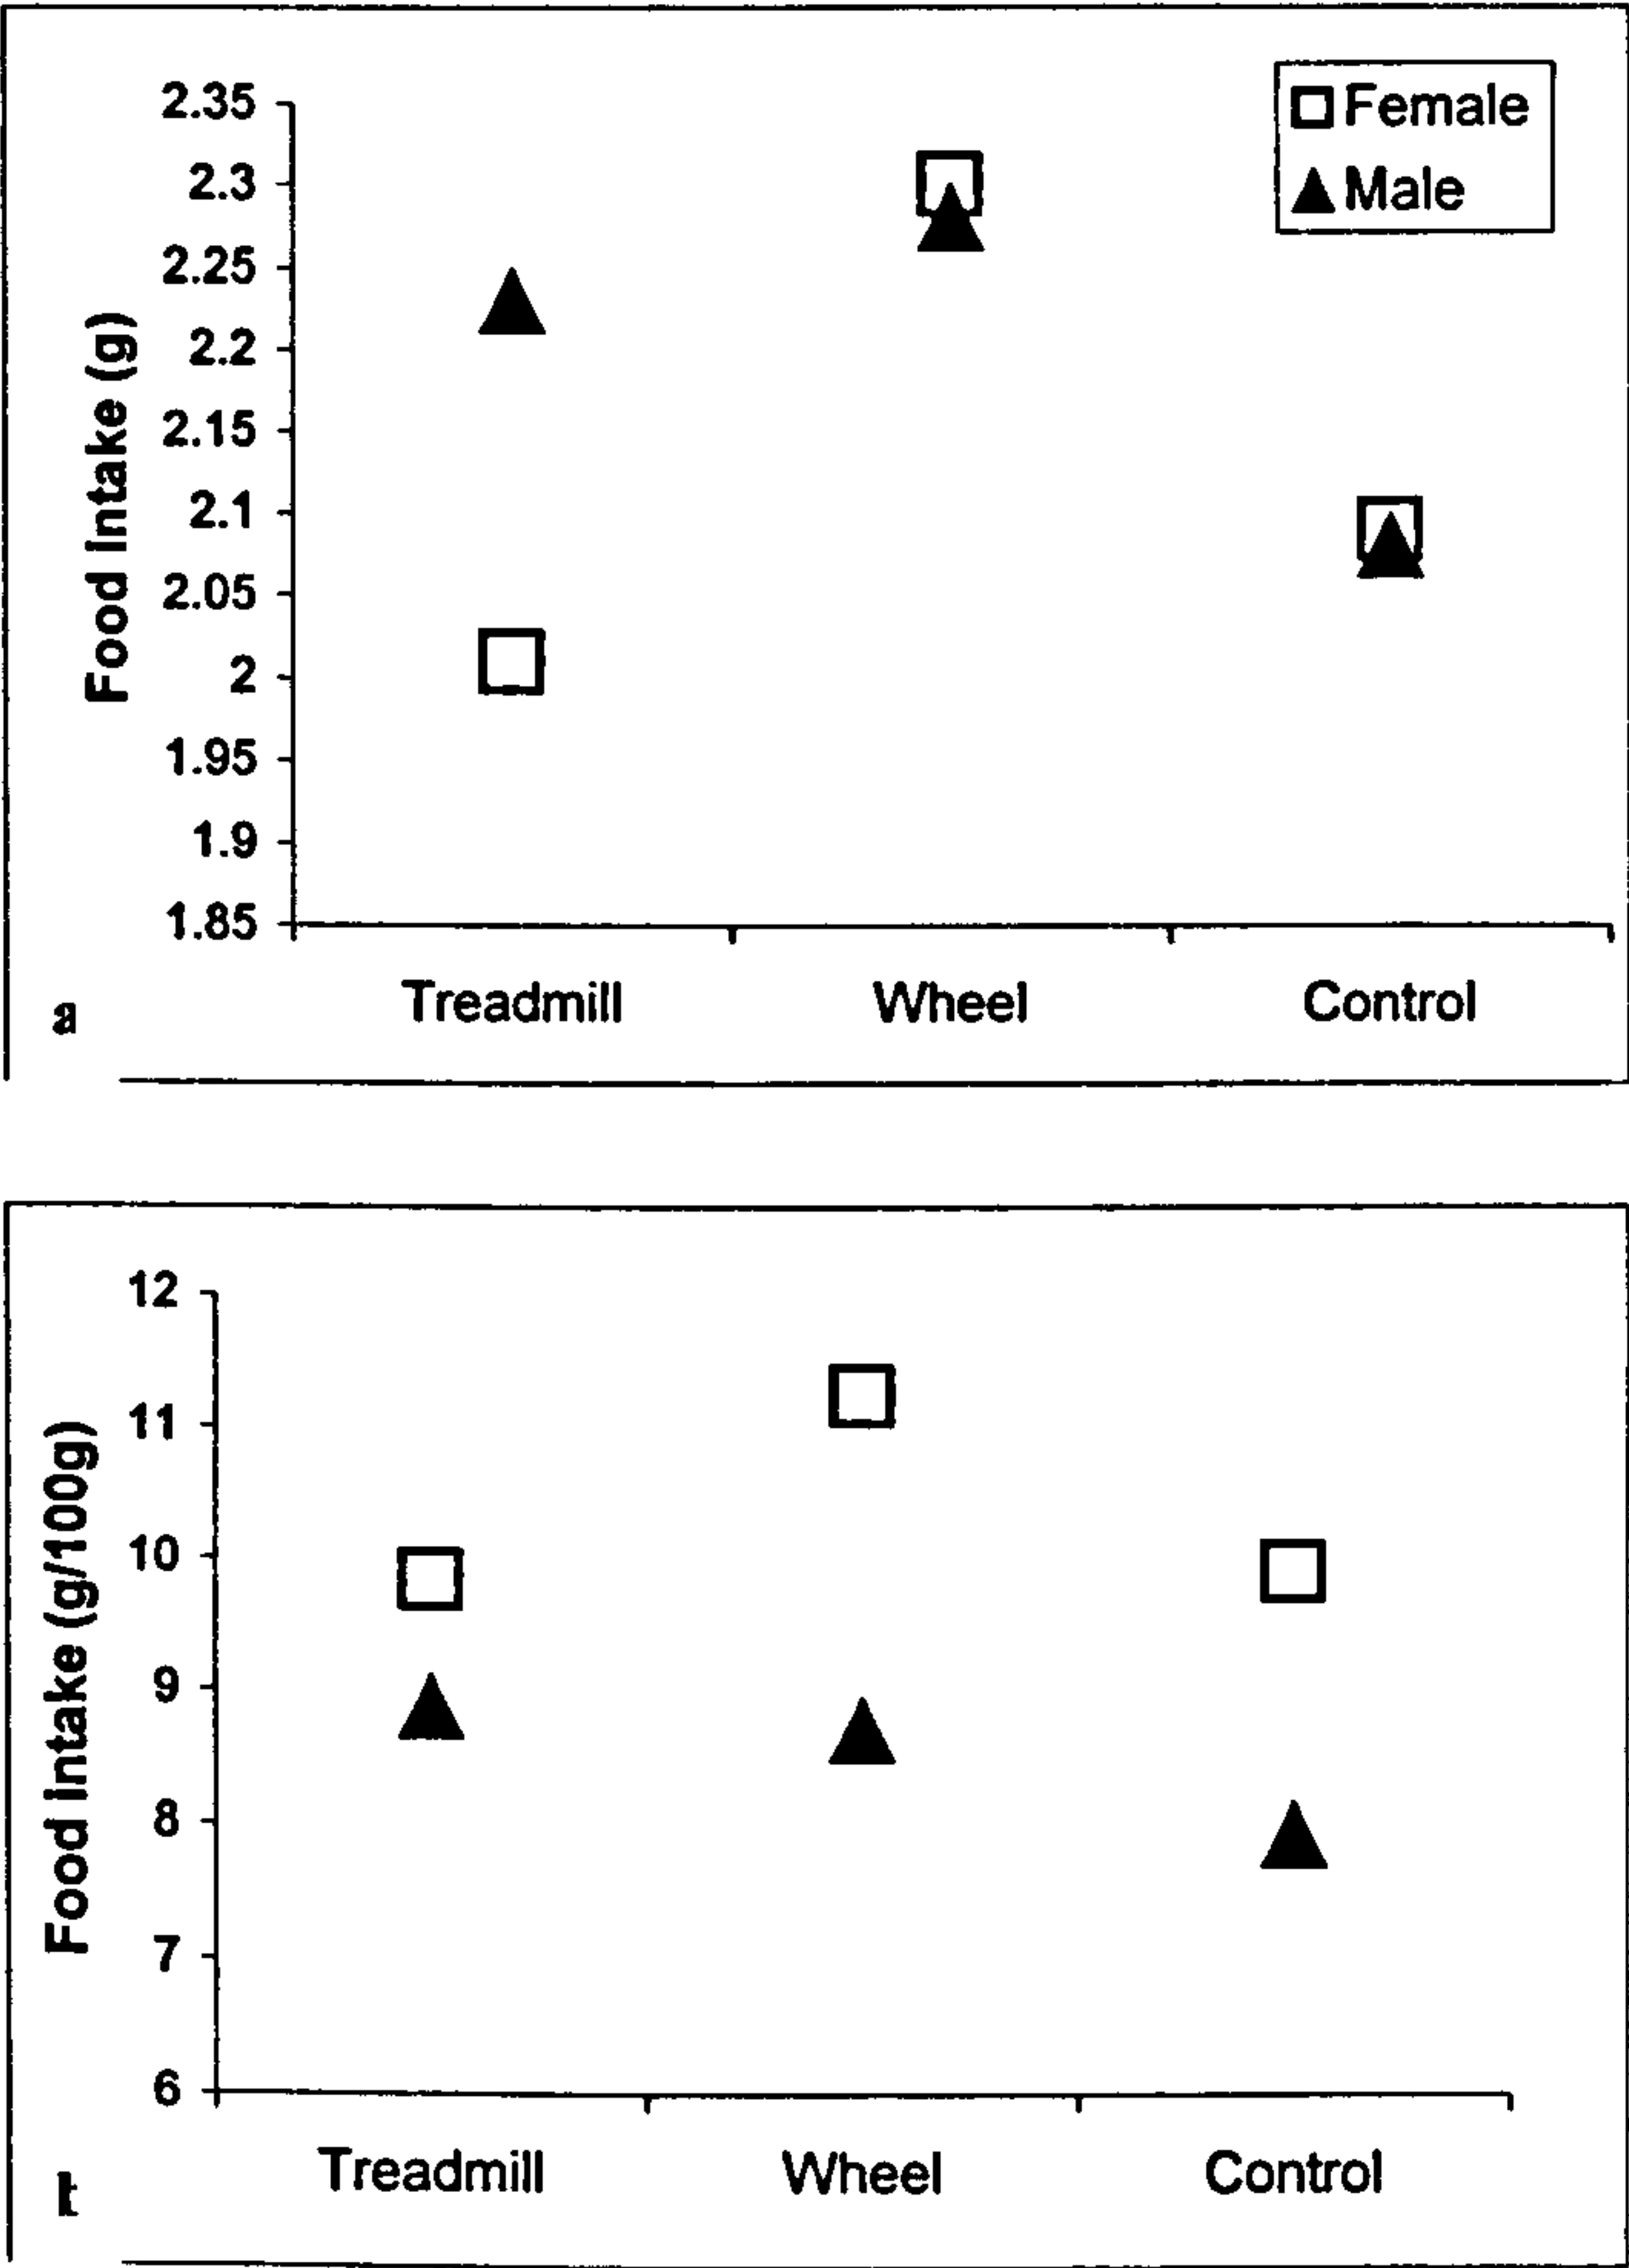 2.35
2.3
2.25
2.2
2.15
2.1
2.05
2
1.95
1.9
1.85
Food intake (g)
Female
Male
Treadmill Wheel Control
a
12
11
10
9
8
7
6
Food intake (g/100g)
Treadmill Wheel Control